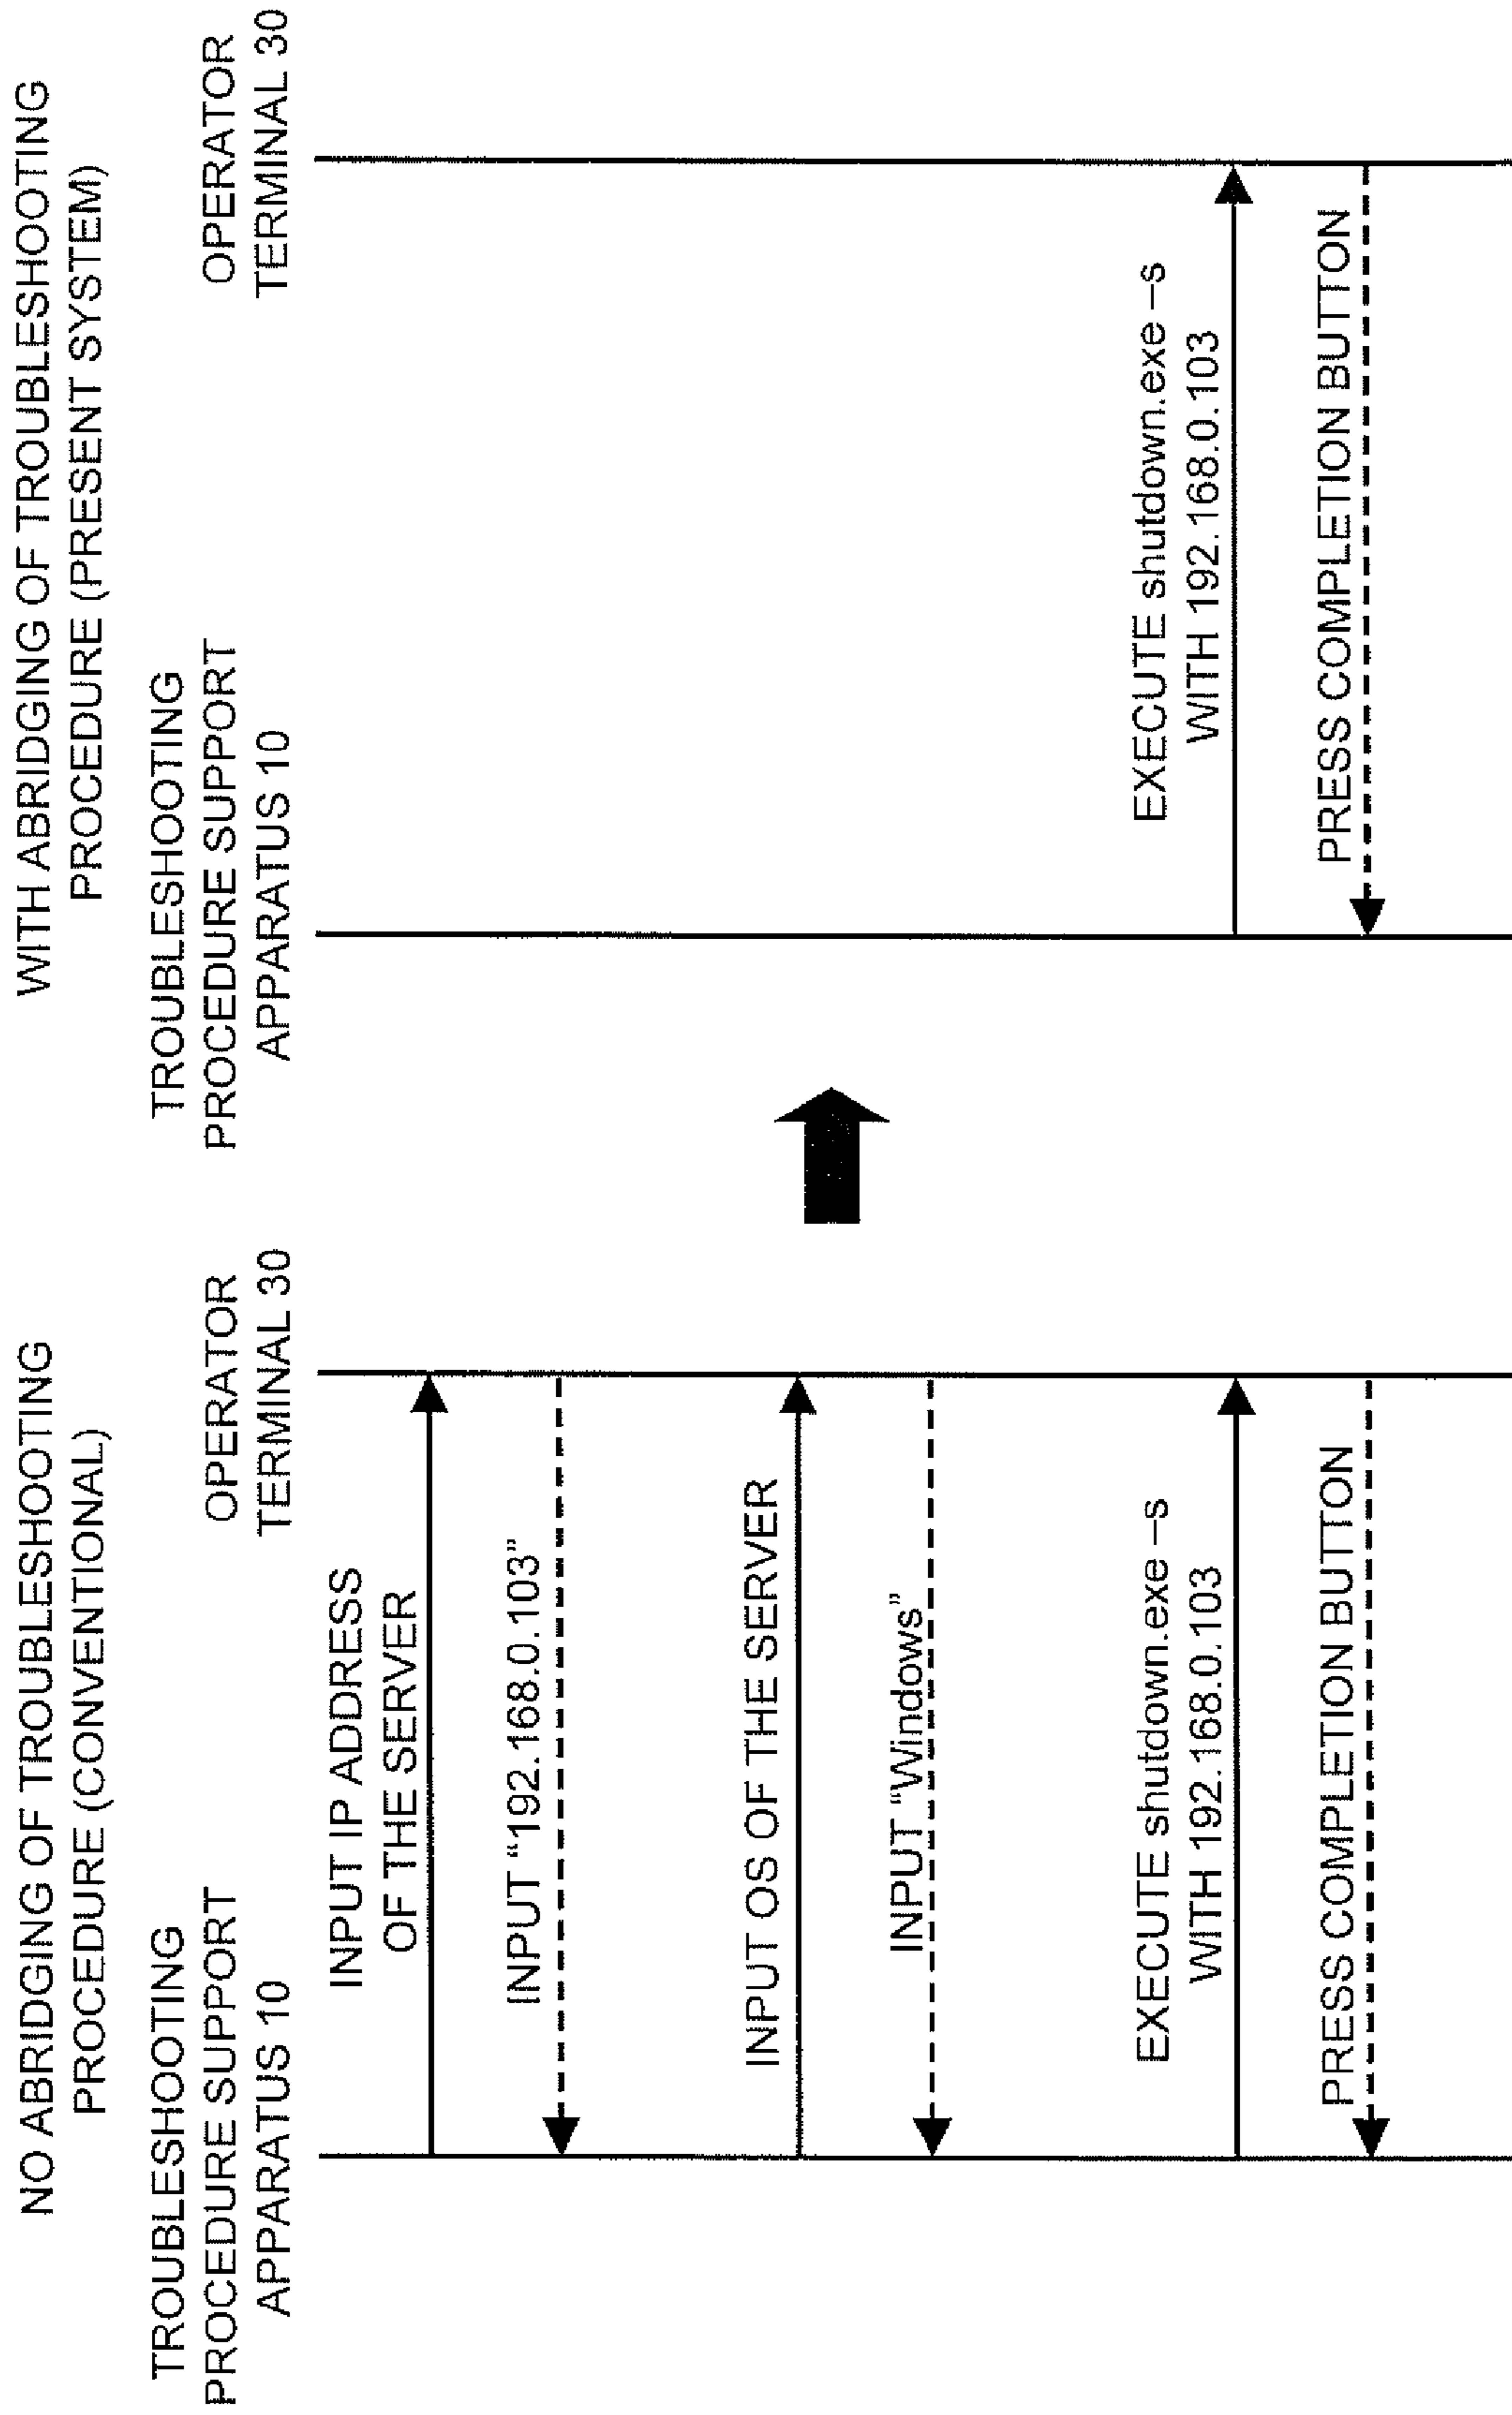 NO ABRIDGING OF TROUBLESHOOTING
PROCEDURE (CONVENTIONAL)
TROUBLESHOOTING
PROCEDURE SUPPORT
APPARATUS 10
OPERATOR
TERMINAL 30
INPUT IP ADDRESS
OF THE SERVER
INPUT “192.168.0.103”
INPUT OS OF THE SERVER
INPUT “Windows”
EXECUTE shutdown.exe –s
WITH 192.168.0.103
PRESS COMPLETION BUTTON
WITH ABRIDGING OF TROUBLESHOOTING
PROCEDURE (PRESENT SYSTEM)
TROUBLESHOOTING
PROCEDURE SUPPORT
APPARATUS 10
OPERATOR
TERMINAL 30
EXECUTE shutdown.exe –s
WITH 192.168.0.103
PRESS COMPLETION BUTTON